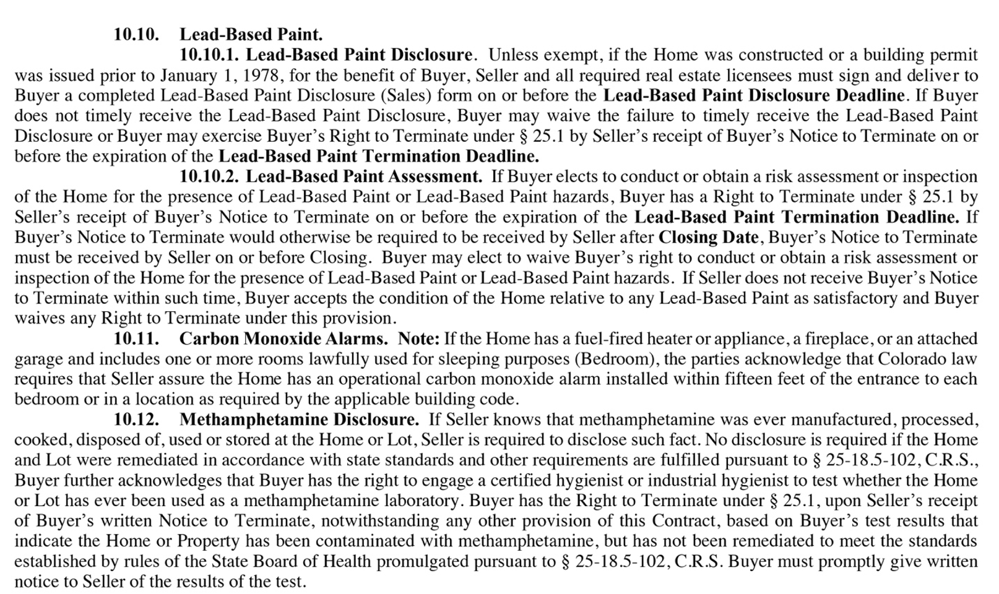 10.10. Lead-Based Paint.
10.10.1. Lead-Based Paint Disclosure. Unless exempt, if the Home was constructed or a building permit
was issued prior to January 1, 1978, for the benefit of Buyer, Seller and all required real estate licensees must sign and deliver to
Buyer a completed Lead-Based Paint Disclosure (Sales) form on or before the Lead-Based Paint Disclosure Deadline. If Buyer
does not timely receive the Lead-Based Paint Disclosure, Buyer may waive the failure to timely receive the Lead-Based Paint
Disclosure or Buyer may exercise Buyer's Right to Terminate under § 25.1 by Seller's receipt of Buyer's Notice to Terminate on or
before the expiration of the Lead-Based Paint Termination Deadline.
10.10.2. Lead-Based Paint Assessment. If Buyer elects to conduct or obtain a risk assessment or inspection
of the Home for the presence of Lead-Based Paint or Lead-Based Paint hazards, Buyer has a Right to Terminate under § 25.1 by
Seller's receipt of Buyer's Notice to Terminate on or before the expiration of the Lead-Based Paint Termination Deadline. If
Buyer's Notice to Terminate would otherwise be required to be received by Seller after Closing Date, Buyer's Notice to Terminate
must be received by Seller on or before Closing. Buyer may elect to waive Buyer's right to conduct or obtain a risk assessment or
inspection of the Home for the presence of Lead-Based Paint or Lead-Based Paint hazards. If Seller does not receive Buyer's Notice
to Terminate within such time, Buyer accepts the condition of the Home relative to any Lead-Based Paint as satisfactory and Buyer
waives any Right to Terminate under this provision.
10.11. Carbon Monoxide Alarms. Note: If the Home has a fuel-fired heater or appliance, a fireplace, or an attached
garage and includes one or more rooms lawfully used for sleeping purposes (Bedroom), the parties acknowledge that Colorado law
requires that Seller assure the Home has an operational carbon monoxide alarm installed within fifteen feet of the entrance to each
bedroom or in a location as required by the applicable building code.
10.12. Methamphetamine Disclosure. If Seller knows that methamphetamine was ever manufactured, processed,
cooked, disposed of, used or stored at the Home or Lot, Seller is required to disclose such fact. No disclosure is required if the Home
and Lot were remediated in accordance with state standards and other requirements are fulfilled pursuant to § 25-18.5-102, C.R.S.,
Buyer further acknowledges that Buyer has the right to engage a certified hygienist or industrial hygienist to test whether the Home
or Lot has ever been used as a methamphetamine laboratory. Buyer has the Right to Terminate under § 25.1, upon Seller's receipt
of Buyer's written Notice to Terminate, notwithstanding any other provision of this Contract, based on Buyer's test results that
indicate the Home or Property has been contaminated with methamphetamine, but has not been remediated to meet the standards
established by rules of the State Board of Health promulgated pursuant to § 25-18.5-102, C.R.S. Buyer must promptly give written
notice to Seller of the results of the test.